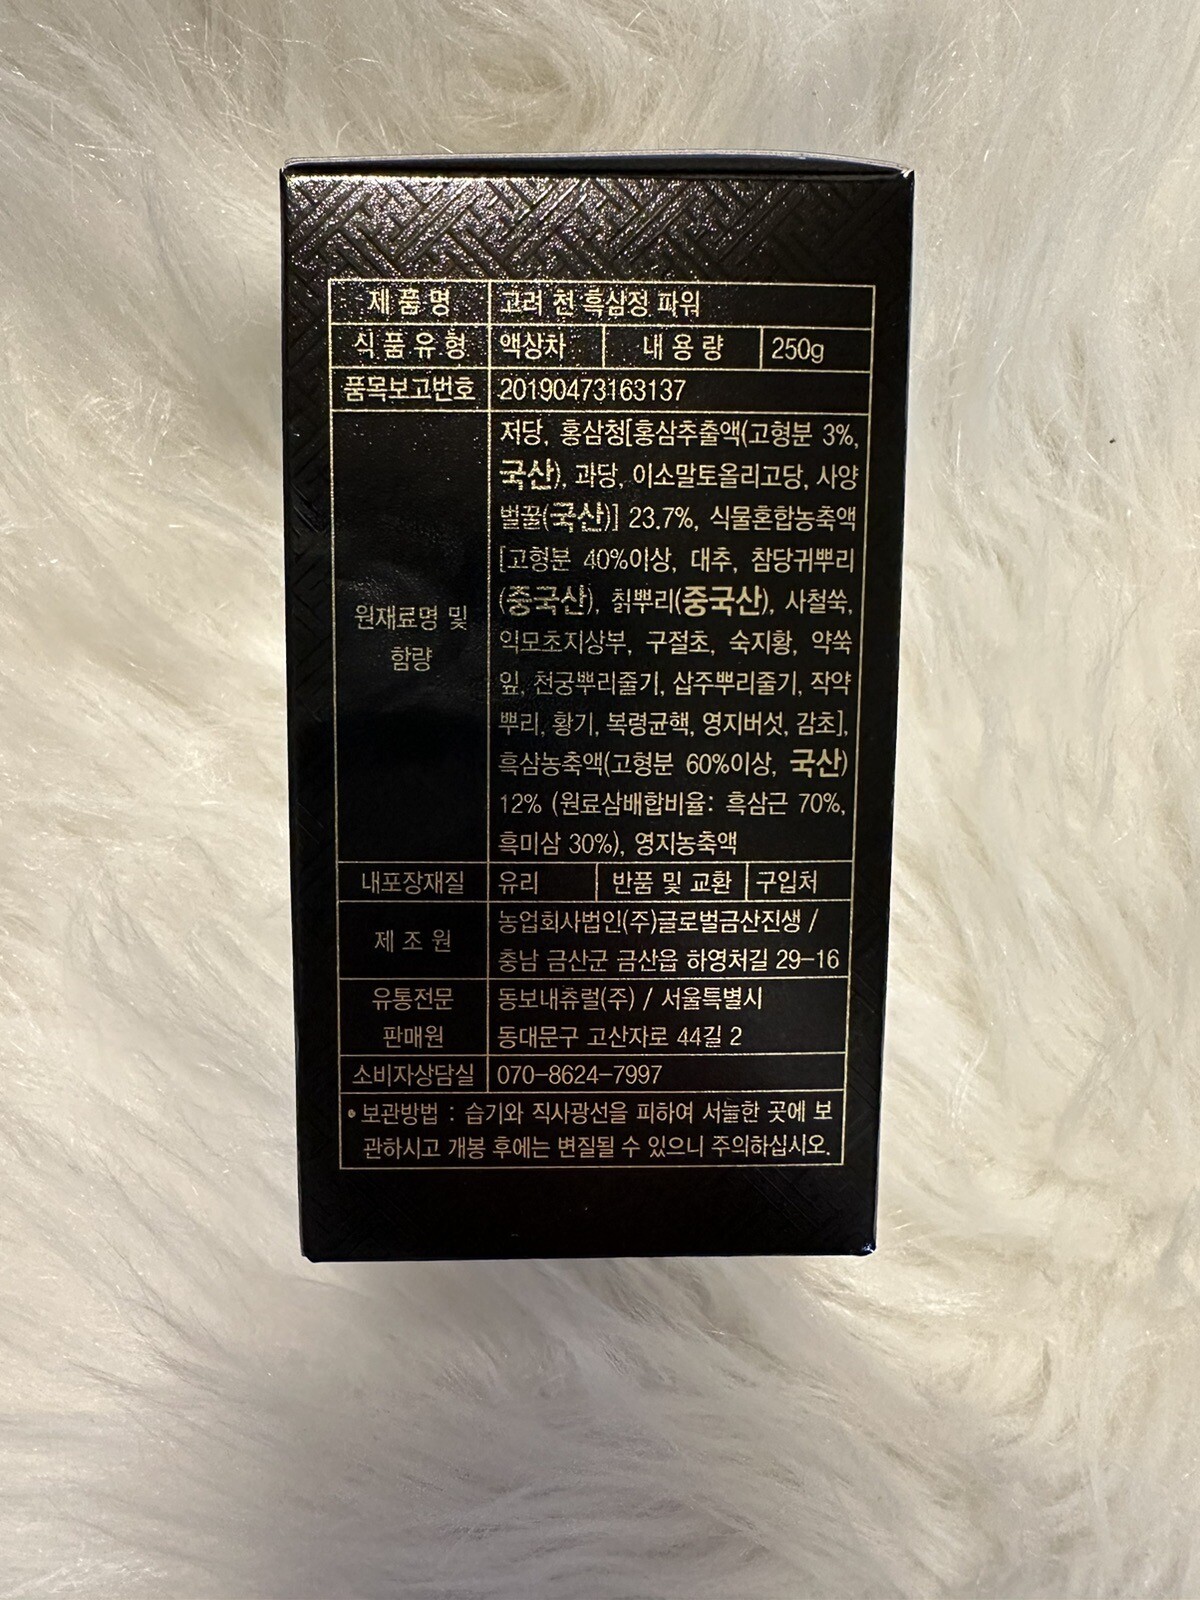 제품명 고려 천 흑삼정 파워
식품유형 액상차 내용량 250g
품목보고번호 20190473163137
원재료명 및
함량
저당, 홍삼청[홍삼추출액(고형분 3%,
국산), 과당, 이소말토올리고당, 사양
벌꿀(국산)] 23.7%, 식물혼합농축액
[고형분 40%이상, 대추, 참당귀뿌리
(중국산), 칡뿌리(중국산), 사철쑥,
익모초지상부, 구절초, 숙지황, 약쑥
잎, 천궁뿌리줄기, 삽주뿌리줄기, 작약
뿌리, 황기, 복령균핵, 영지버섯, 감초],
흑삼농축액(고형분 60%이상, 국산)
12% (원료삼배합비율: 흑삼근 70%,
흑미삼 30%), 영지농축액
내포장재질 유리 반품 및 교환 구입처
제조원
농업회사법인(주)글로벌금산진생 /
충남 금산군 금산읍 하영처길 29-16
유통전문
판매원
동보내츄럴(주) / 서울특별시
동대문구 고산자로 44길 2
소비자상담실 070-8624-7997
• 보관방법 : 습기와 직사광선을 피하여 서늘한 곳에 보
관하시고 개봉 후에는 변질될 수 있으니 주의하십시오.